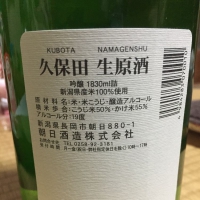 KUBOTA NAMAGENSHU
久保田 生原酒
吟醸 1830ml詰
新潟県産米100%使用
原材料名:米・米こうじ・醸造アルコール
精米歩合:こうじ米50%・かけ米55%
アルコール分/19度
朝日酒造株式会社
新潟県長岡市朝日880-1